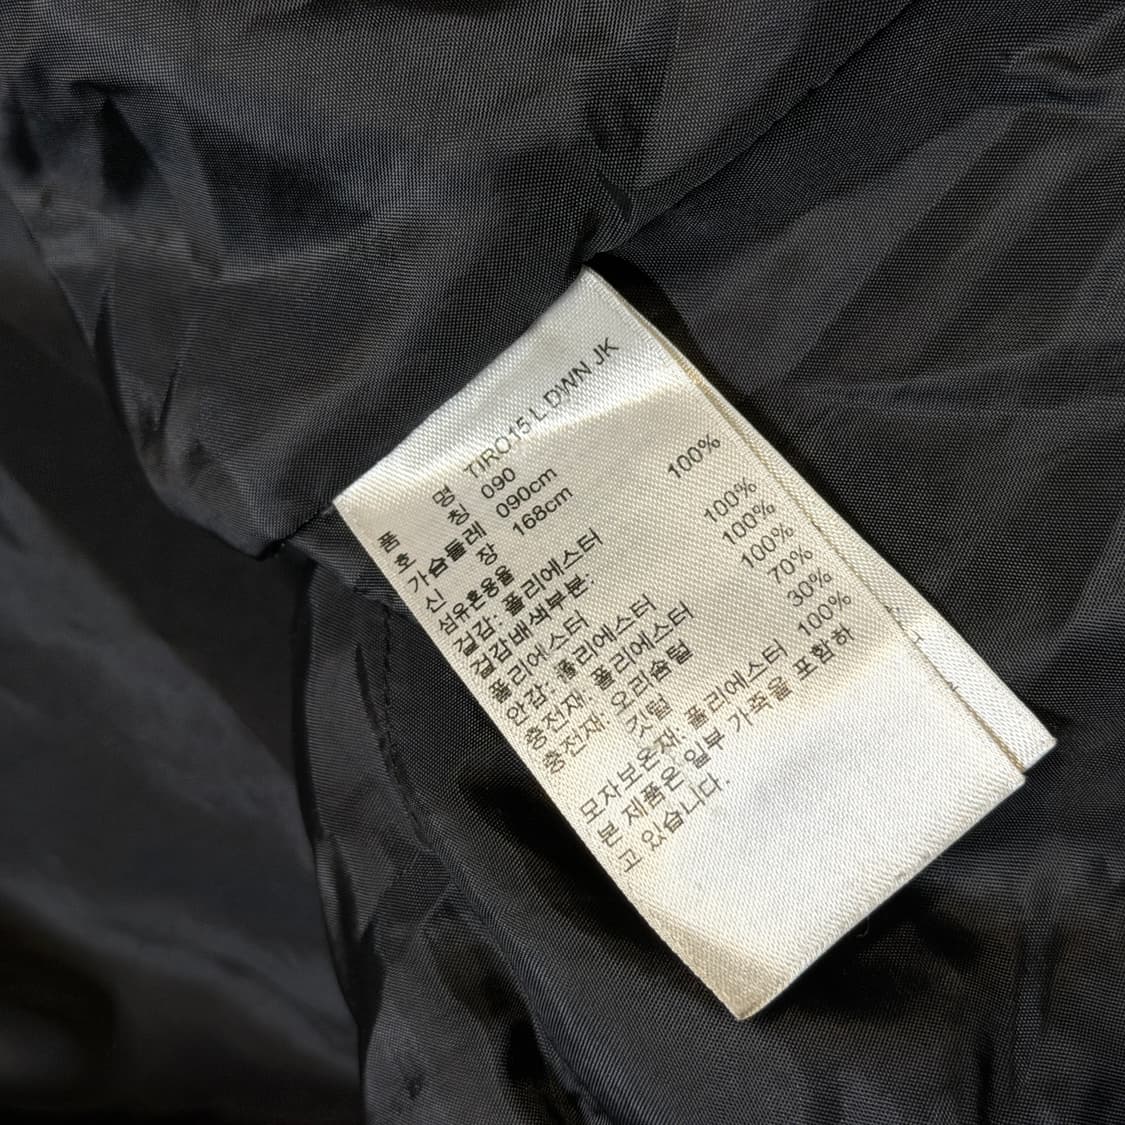 품 명 TIRO15 L DWN JK
호 칭 090
가슴둘레 090cm
신 장 168cm
섬유혼용율
겉감: 폴리에스터 100%
겉감배색부분:
폴리에스터 100%
안감: 폴리에스터 100%
충전재: 폴리에스터 100%
충전재: 오리솜털 70%
깃털 30%
모자보온재: 폴리에스터 100%
본 제품은 일부 가죽을 포함하
고 있습니다.